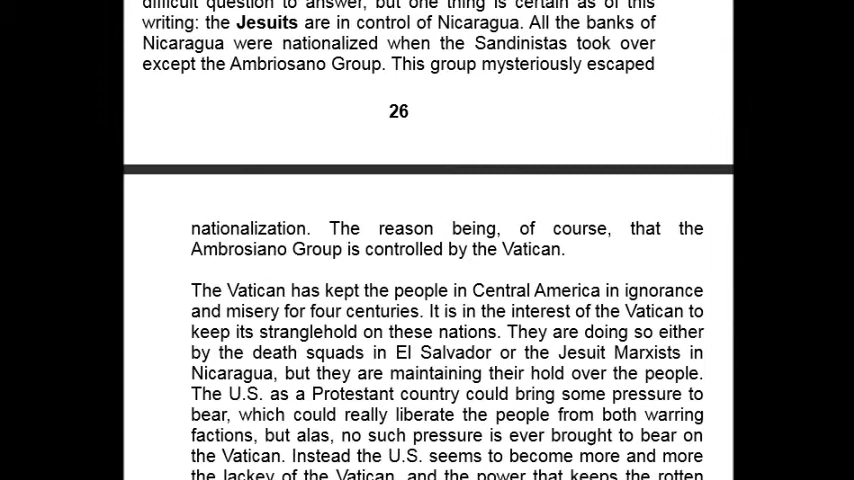 difficult question to answer, but one thing is certain as of this
writing: the Jesuits are in control of Nicaragua. All the banks of
Nicaragua were nationalized when the Sandinistas took over
except the Ambriosano Group. This group mysteriously escaped
26
nationalization. The reason being, of course, that the
Ambrosiano Group is controlled by the Vatican.
The Vatican has kept the people in Central America in ignorance
and misery for four centuries. It is in the interest of the Vatican to
keep its stranglehold on these nations. They are doing so either
by the death squads in El Salvador or the Jesuit Marxists in
Nicaragua, but they are maintaining their hold over the people.
The U.S. as a Protestant country could bring some pressure to
bear, which could really liberate the people from both warring
factions, but alas, no such pressure is ever brought to bear on
the Vatican. Instead the U.S. seems to become more and more
the lackey of the Vatican, and the power that keeps the rotten